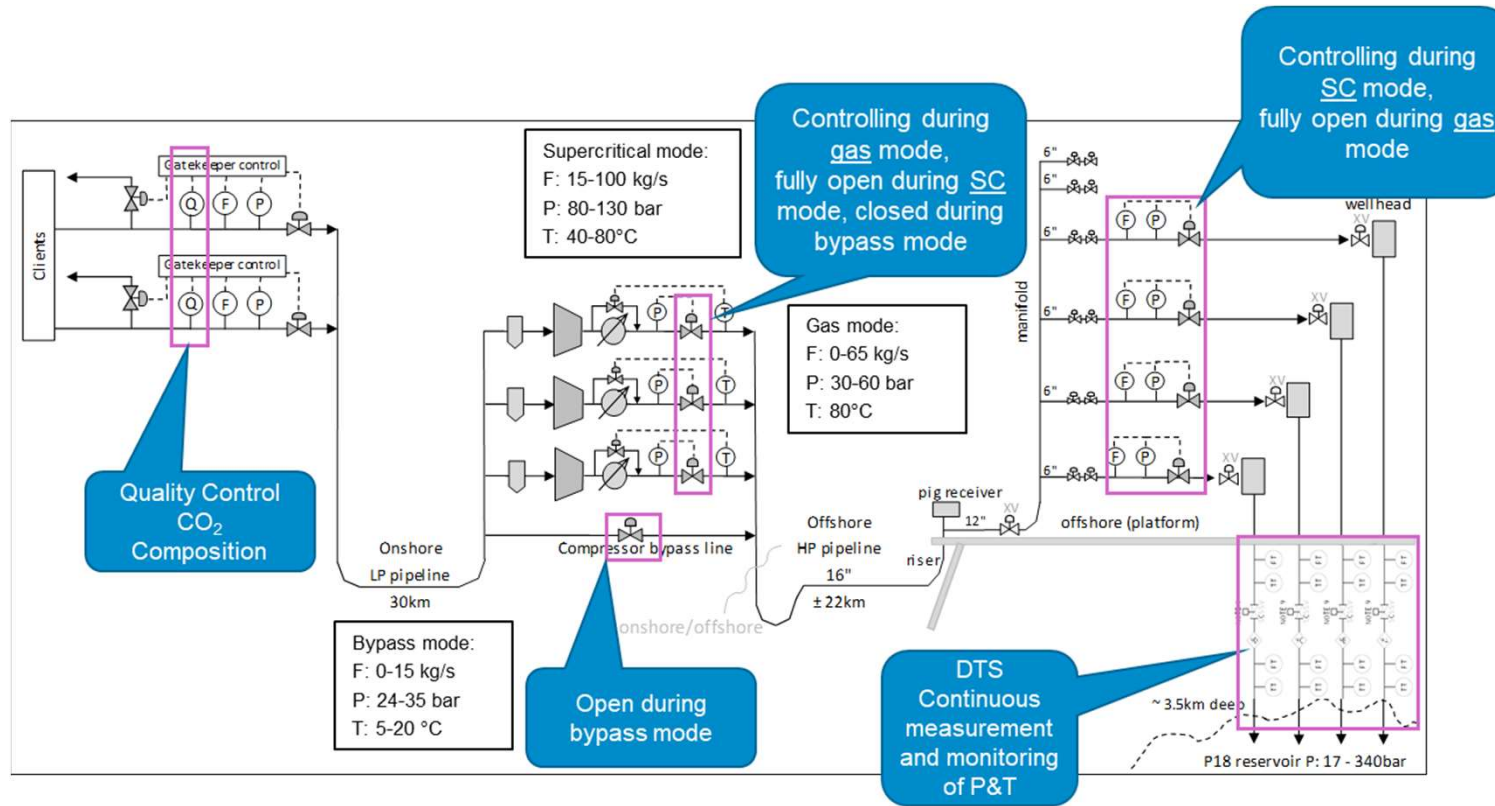 Controlling during
SC mode,
fully open during gas
mode
Controlling during
gas mode,
fully open during SC
mode, closed during
bypass mode
Supercritical mode:
F: 15-100 kg/s
P: 80-130 bar
T: 40-80°C
Gatekeeper control
Q
F
P
Gatekeeper control
Q
F
P
Clients
Quality Control
CO₂
Composition
P
T
P
T
P
T
Gas mode:
F: 0-65 kg/s
P: 30-60 bar
T: 80°C
6"
6"
6"
6"
6"
6"
manifold
F
P
F
P
F
P
F
P
wellhead
XV
XV
XV
XV
Onshore
LP pipeline
30km
Compressor bypass line
Offshore
HP pipeline
16"
±22km
onshore/offshore
pig receiver
12"
XV
riser
offshore (platform)
Bypass mode:
F: 0-15 kg/s
P: 24-35 bar
T: 5-20 °C
Open during
bypass mode
DTS
Continuous
measurement
and monitoring
of P&T
~ 3.5km deep
P18 reservoir P: 17 - 340bar